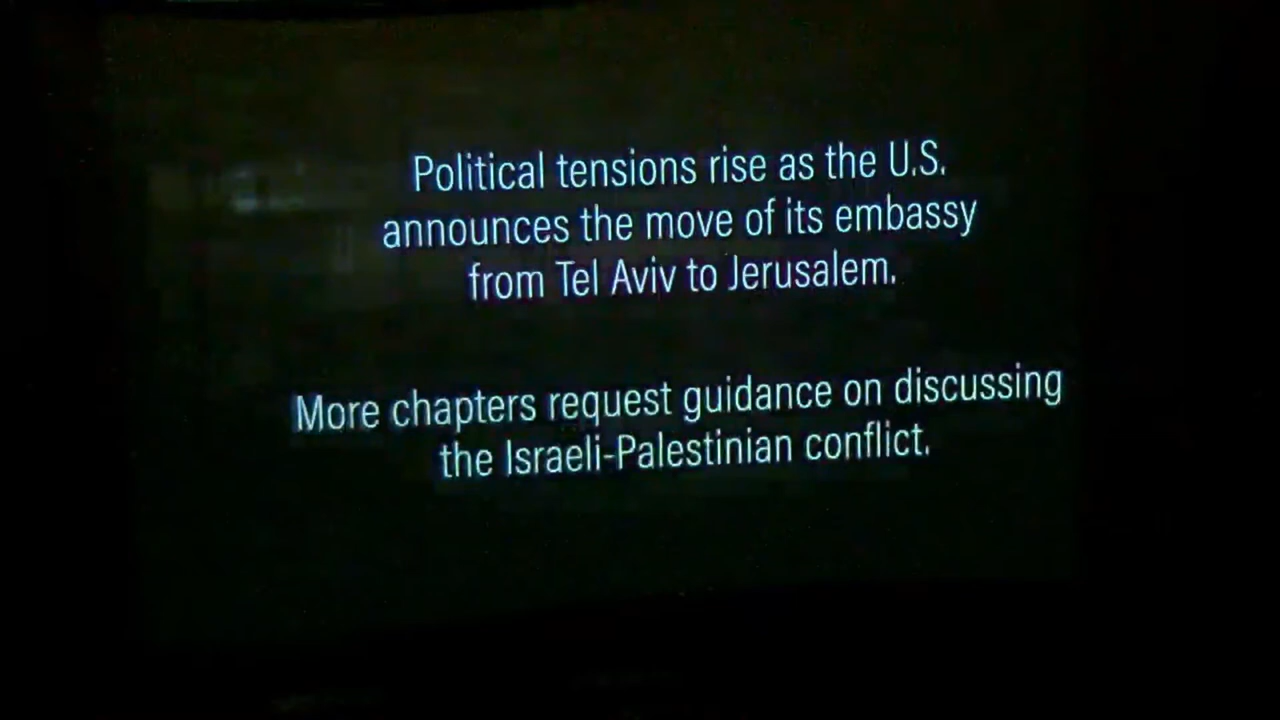 Political tensions rise as the U.S.
announces the move of its embassy
from Tel Aviv to Jerusalem.
More chapters request guidance on discussing
the Israeli-Palestinian conflict.